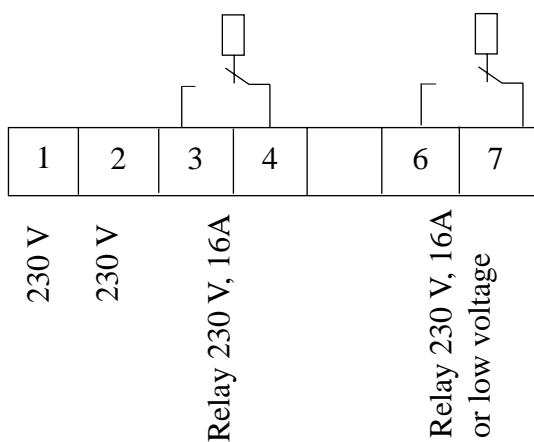 1 2 3 4 6 7
230 V
230 V
Relay 230 V, 16A
Relay 230 V, 16A
or low voltage